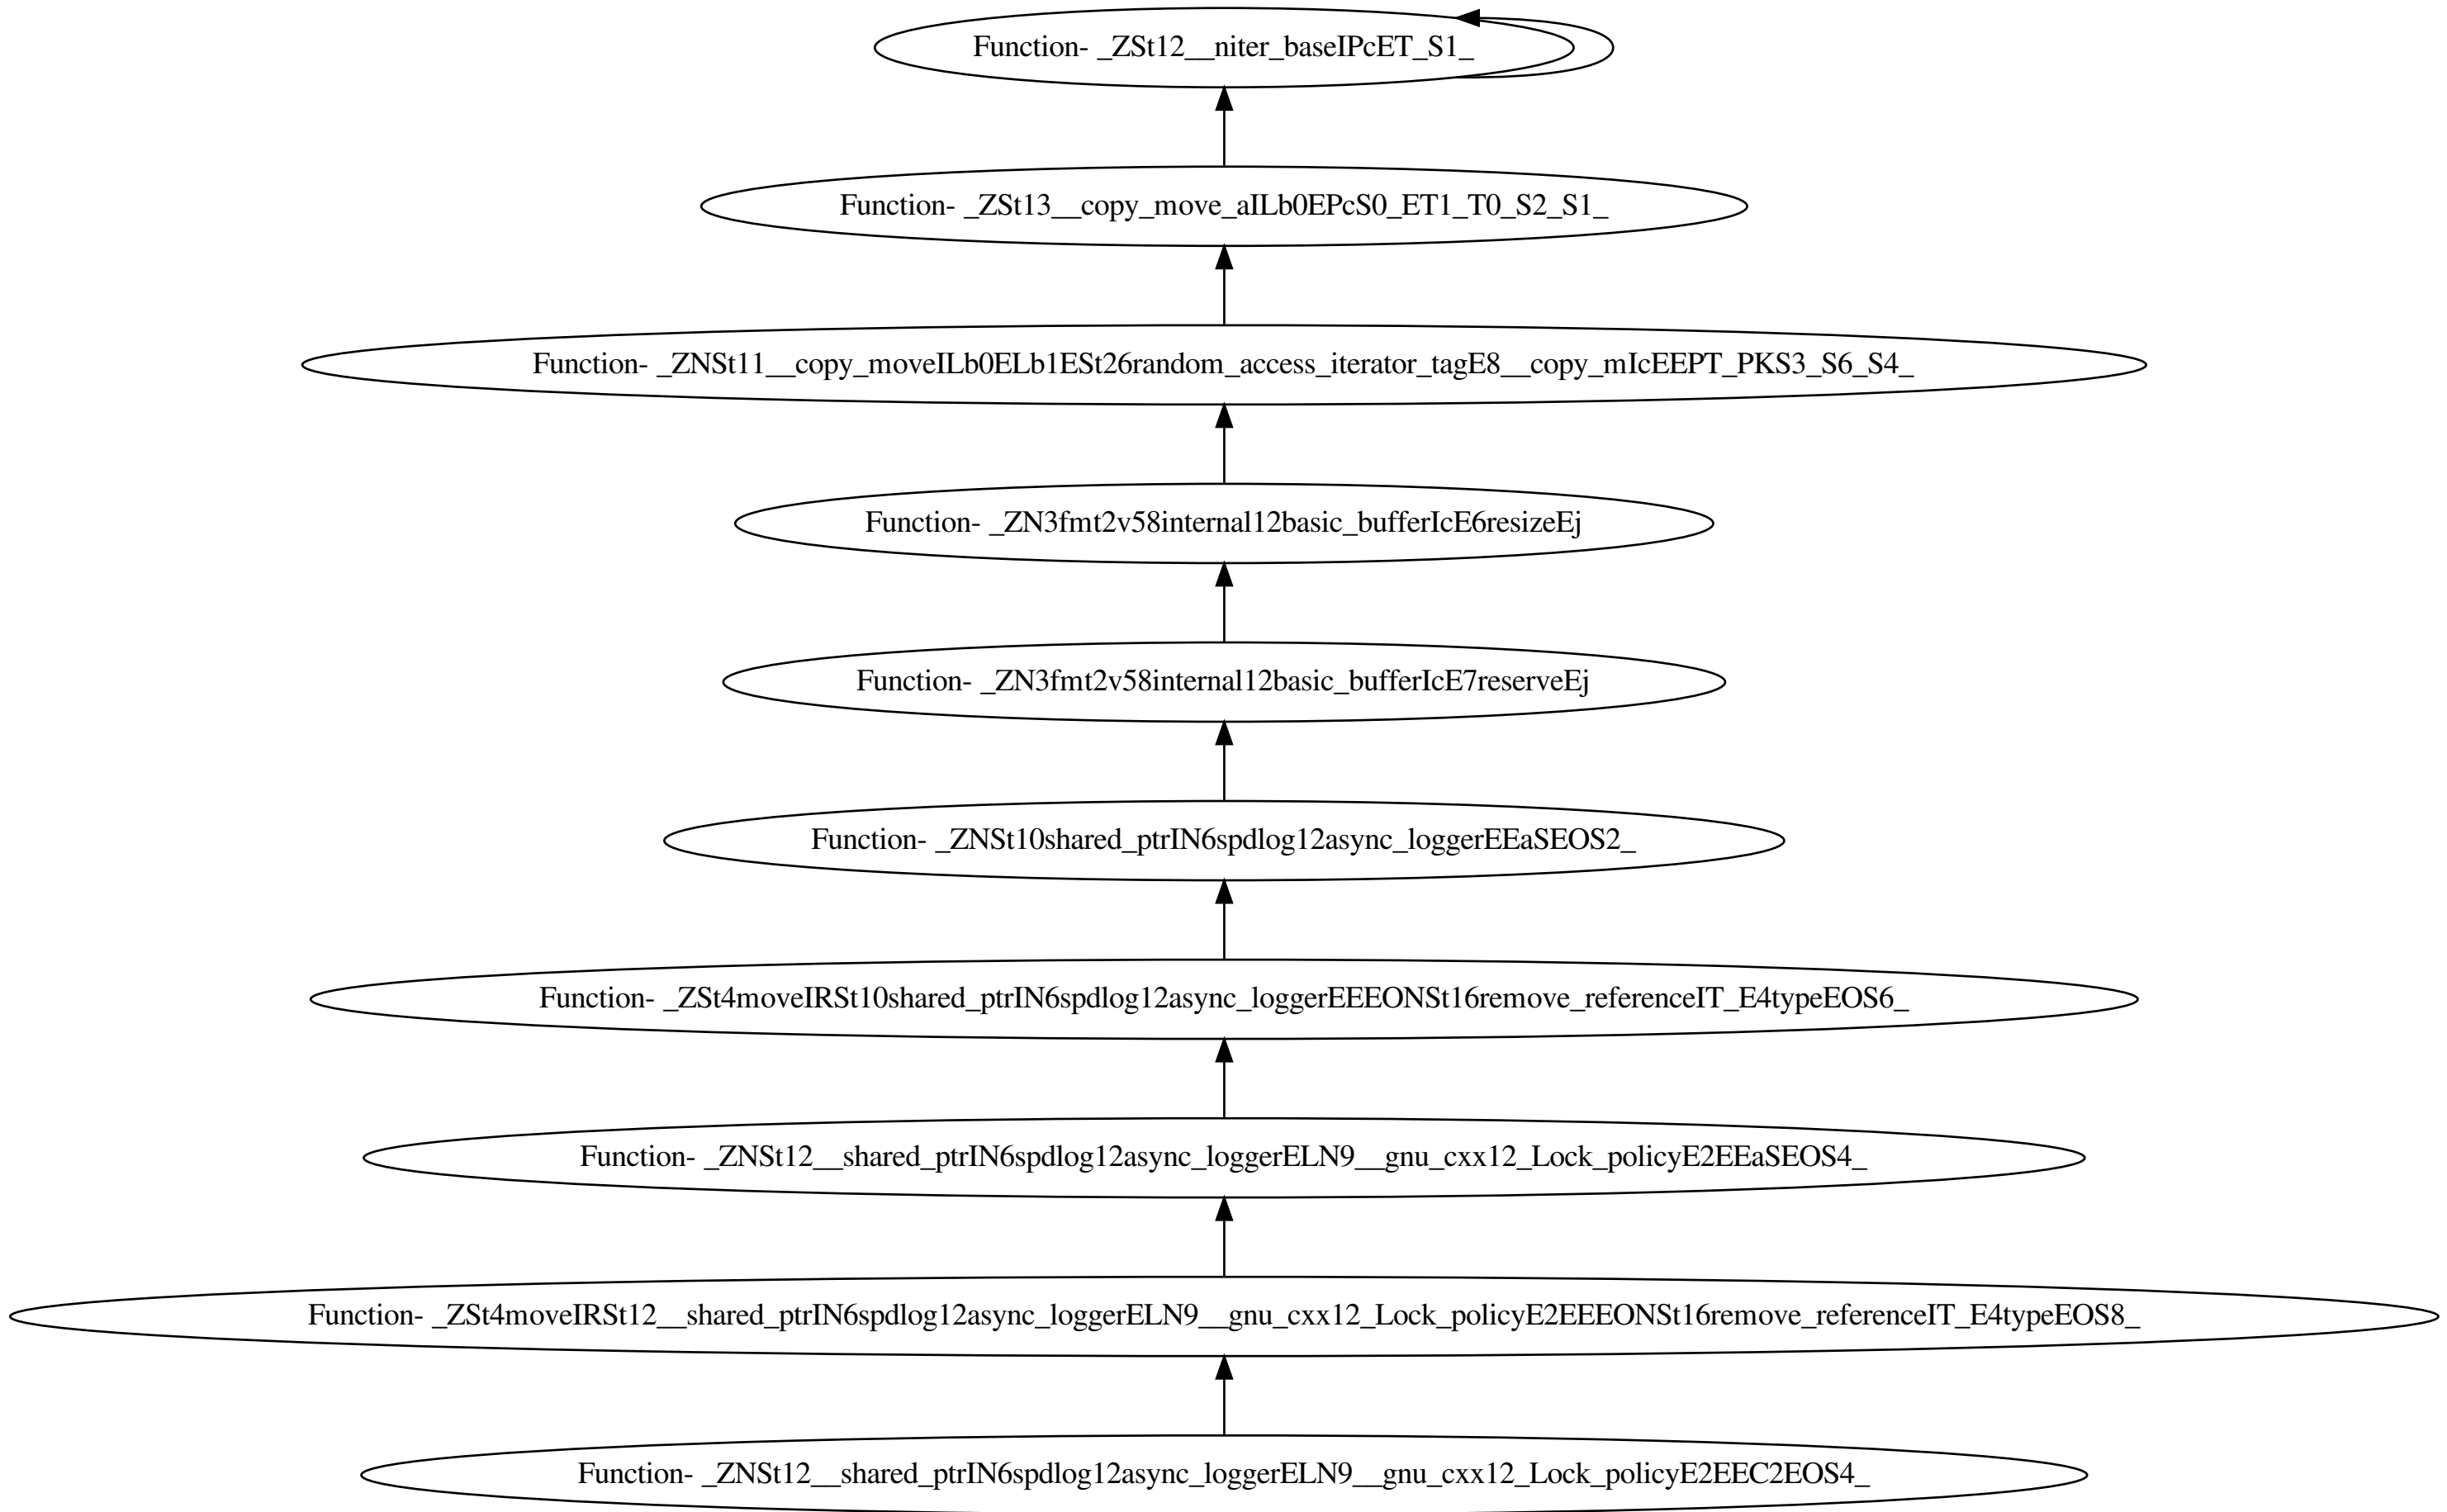 Function- _ZSt12__niter_baseIPcET_S1_
Function- _ZSt13__copy_move_aILb0EPcS0_ET1_T0_S2_S1_
Function- _ZNSt11__copy_moveILb0ELb1ESt26random_access_iterator_tagE8__copy_mIcEEPT_PKS3_S6_S4_
Function- _ZN3fmt2v58internal12basic_bufferIcE6resizeEj
Function- _ZN3fmt2v58internal12basic_bufferIcE7reserveEj
Function- _ZNSt10shared_ptrIN6spdlog12async_loggerEEaSEOS2_
Function- _ZSt4moveIRSt10shared_ptrIN6spdlog12async_loggerEEEONSt16remove_referenceIT_E4typeEOS6_
Function- _ZNSt12__shared_ptrIN6spdlog12async_loggerELN9__gnu_cxx12_Lock_policyE2EEaSEOS4_
Function- _ZSt4moveIRSt12__shared_ptrIN6spdlog12async_loggerELN9__gnu_cxx12_Lock_policyE2EEEONSt16remove_referenceIT_E4typeEOS8_
Function- _ZNSt12__shared_ptrIN6spdlog12async_loggerELN9__gnu_cxx12_Lock_policyE2EEC2EOS4_